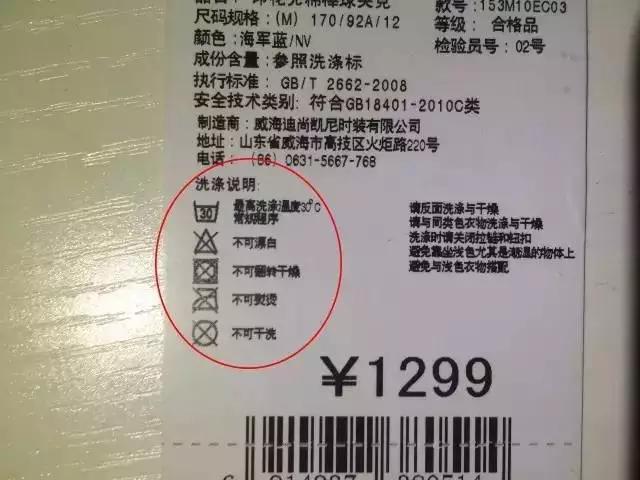 款号:153M10EC03
尺码规格:(M) 170/92A/12
等级: 合格品
颜色:海军蓝/NV
检验员号:02号
成份含量:参照洗涤标
执行标准: GB/T 2662-2008
安全技术类别: 符合GB18401-2010C类
制造商:威海迪尚凯尼时装有限公司
地址:山东省威海市高技区火炬路220号
电话: (86) 0631-5667-768
洗涤说明:
30
最高洗涤温度30℃
常规程序
不可漂白
不可翻转干燥
不可熨烫
不可干洗
请反面洗涤与干燥
请与同类色衣物洗涤与干燥
洗涤时请关闭拉链和纽扣
避免靠坐浅色尤其是潮湿的物体上
避免与浅色衣物搭配
¥1299